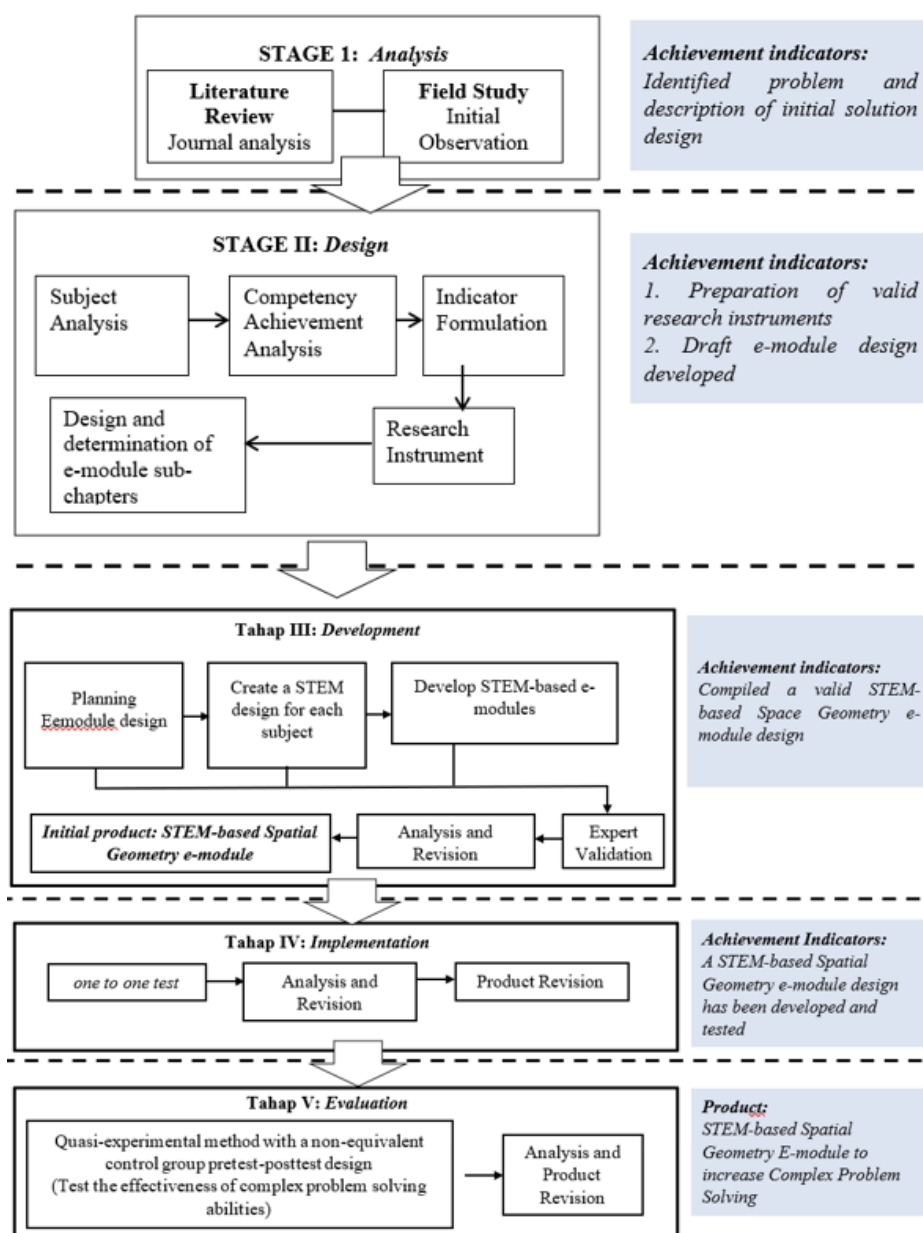 STAGE 1: Analysis
Literature
Review
Journal analysis
Field Study
Initial
Observation
Achievement indicators:
Identified problem and
description of initial solution
design
STAGE II: Design
Subject
Analysis
Competency
Achievement
Analysis
Indicator
Formulation
Design and
determination of
e-module sub-
chapters
Research
Instrument
Achievement indicators:
1. Preparation of valid
research instruments
2. Draft e-module design
developed
Tahap III: Development
Planning
Eemodule design
Create a STEM
design for each
subject
Develop STEM-based e-
modules
Initial product: STEM-based Spatial
Geometry e-module
Analysis and
Revision
Expert
Validation
Achievement indicators:
Compiled a valid STEM-
based Space Geometry e-
module design
Tahap IV: Implementation
one to one test
Analysis and
Revision
Product Revision
Achievement Indicators:
A STEM-based Spatial
Geometry e-module design
has been developed and
tested
Tahap V: Evaluation
Quasi-experimental method with a non-equivalent
control group pretest-posttest design
(Test the effectiveness of complex problem solving
abilities)
Analysis and
Product
Revision
Product:
STEM-based Spatial
Geometry E-module to
increase Complex Problem
Solving